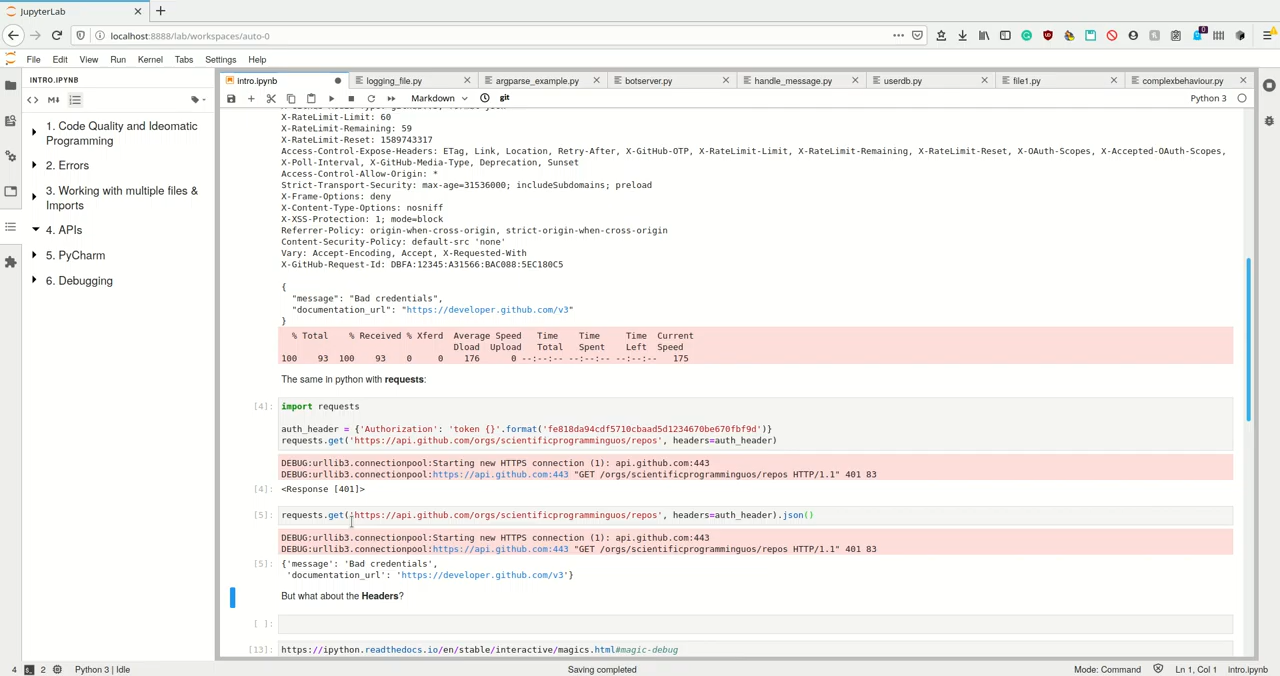 JupyterLab
localhost:8888/lab/workspaces/auto-0
File Edit View Run Kernel Tabs Settings Help
INTRO.IPYNB
intro.ipynb logging_file.py argparse_example.py botserver.py handle_message.py userdb.py file1.py complexbehaviour.py
Markdown git Python 3
1. Code Quality and Ideomatic
Programming
2. Errors
3. Working with multiple files &
Imports
4. APIs
5. PyCharm
6. Debugging
X-RateLimit-Limit: 60
X-RateLimit-Remaining: 59
X-RateLimit-Reset: 1589743317
Access-Control-Expose-Headers: ETag, Link, Location, Retry-After, X-GitHub-OTP, X-RateLimit-Limit, X-RateLimit-Remaining, X-RateLimit-Reset, X-OAuth-Scopes, X-Accepted-OAuth-Scopes,
X-Poll-Interval, X-GitHub-Media-Type, Deprecation, Sunset
Access-Control-Allow-Origin: *
Strict-Transport-Security: max-age=31536000; includeSubdomains; preload
X-Frame-Options: deny
X-Content-Type-Options: nosniff
X-XSS-Protection: 1; mode=block
Referrer-Policy: origin-when-cross-origin, strict-origin-when-cross-origin
Content-Security-Policy: default-src 'none'
Vary: Accept-Encoding, Accept, X-Requested-With
X-GitHub-Request-Id: DBFA:12345:A31566:BAC088:5EC180C5
{
"message": "Bad credentials",
"documentation_url": "https://developer.github.com/v3"
}
% Total % Received % Xferd Average Speed Time Time Time Current
Dload Upload Total Spent Left Speed
100 93 100 93 0 0 176 0 --:--:-- --:--:-- --:--:-- 175
The same in python with requests:
[4]: import requests
auth_header = {'Authorization': 'token {}'.format('fe818da94cdf5710cbaad5d1234670be670fbf9d')}
requests.get('https://api.github.com/orgs/scientificprogramminguos/repos', headers=auth_header)
DEBUG:urllib3.connectionpool:Starting new HTTPS connection (1): api.github.com:443
DEBUG:urllib3.connectionpool:https://api.github.com:443 "GET /orgs/scientificprogramminguos/repos HTTP/1.1" 401 83
[4]: <Response [401]>
[5]: requests.get('https://api.github.com/orgs/scientificprogramminguos/repos', headers=auth_header).json()
DEBUG:urllib3.connectionpool:Starting new HTTPS connection (1): api.github.com:443
DEBUG:urllib3.connectionpool:https://api.github.com:443 "GET /orgs/scientificprogramminguos/repos HTTP/1.1" 401 83
[5]: {'message': 'Bad credentials',
'documentation_url': 'https://developer.github.com/v3'}
But what about the Headers?
[ ]:
[13]: https://ipython.readthedocs.io/en/stable/interactive/magics.html#magic-debug
4 2 Python 3 | Idle Saving completed Mode: Command Ln 1, Col 1 intro.ipynb